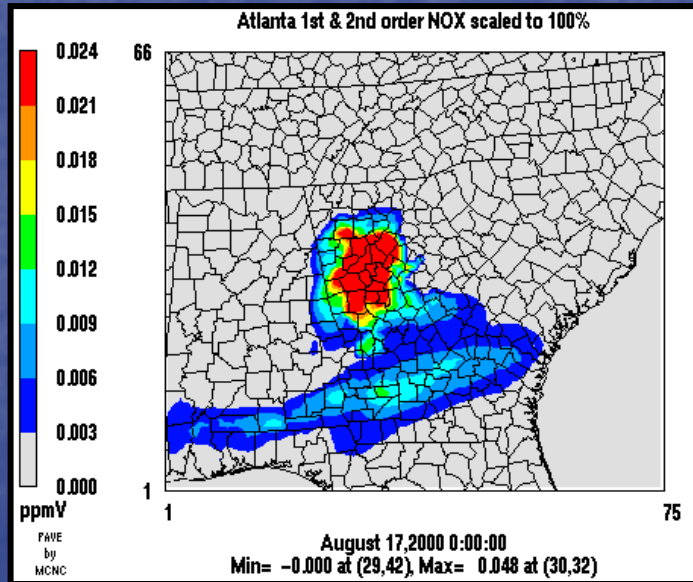 Atlanta 1st & 2nd order NOX scaled to 100%
0.024
0.021
0.018
0.015
0.012
0.009
0.006
0.003
0.000
ppmV
PAVE
by
MCNC
66
1
1
75
August 17,2000 0:00:00
Min= -0.000 at (29,42), Max= 0.048 at (30,32)